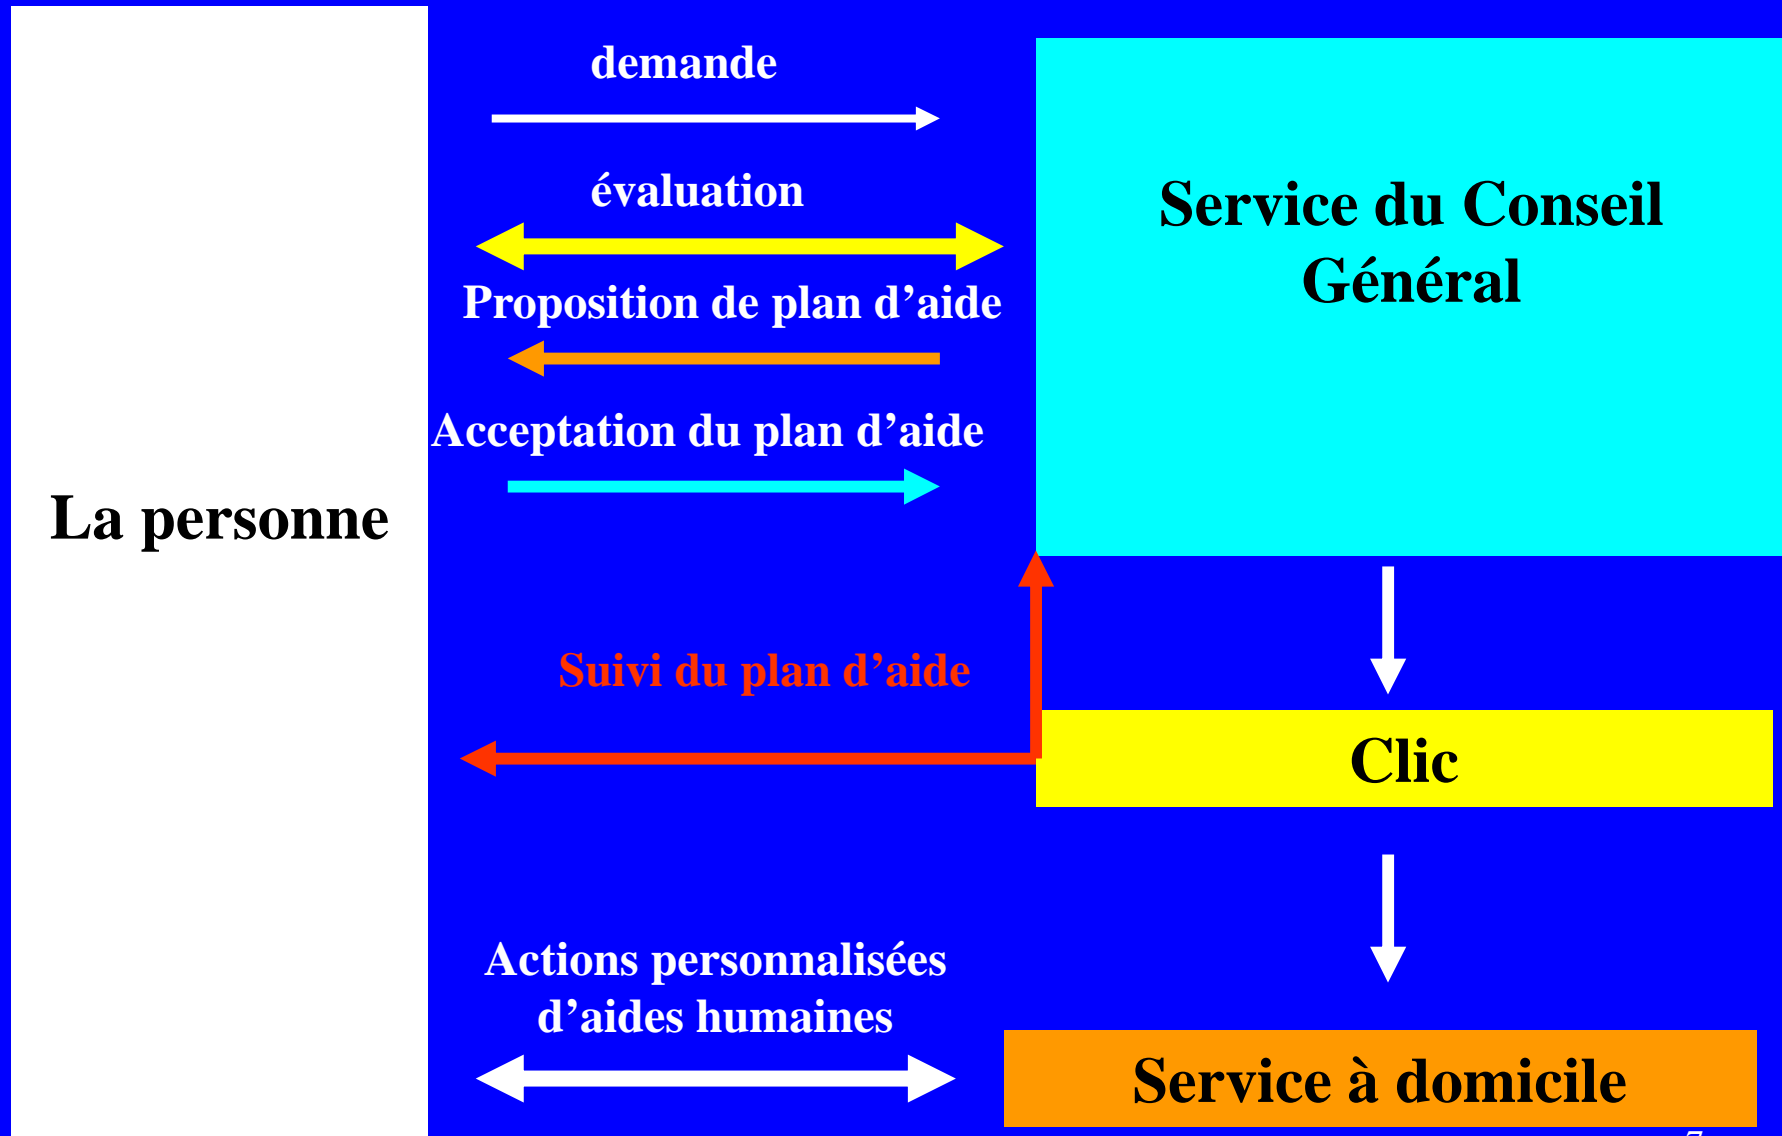 demande
évaluation
Service du Conseil
Général
Proposition de plan d’aide
Acceptation du plan d’aide
La personne
Suivi du plan d’aide
Clic
Actions personnalisées
d’aides humaines
Service à domicile